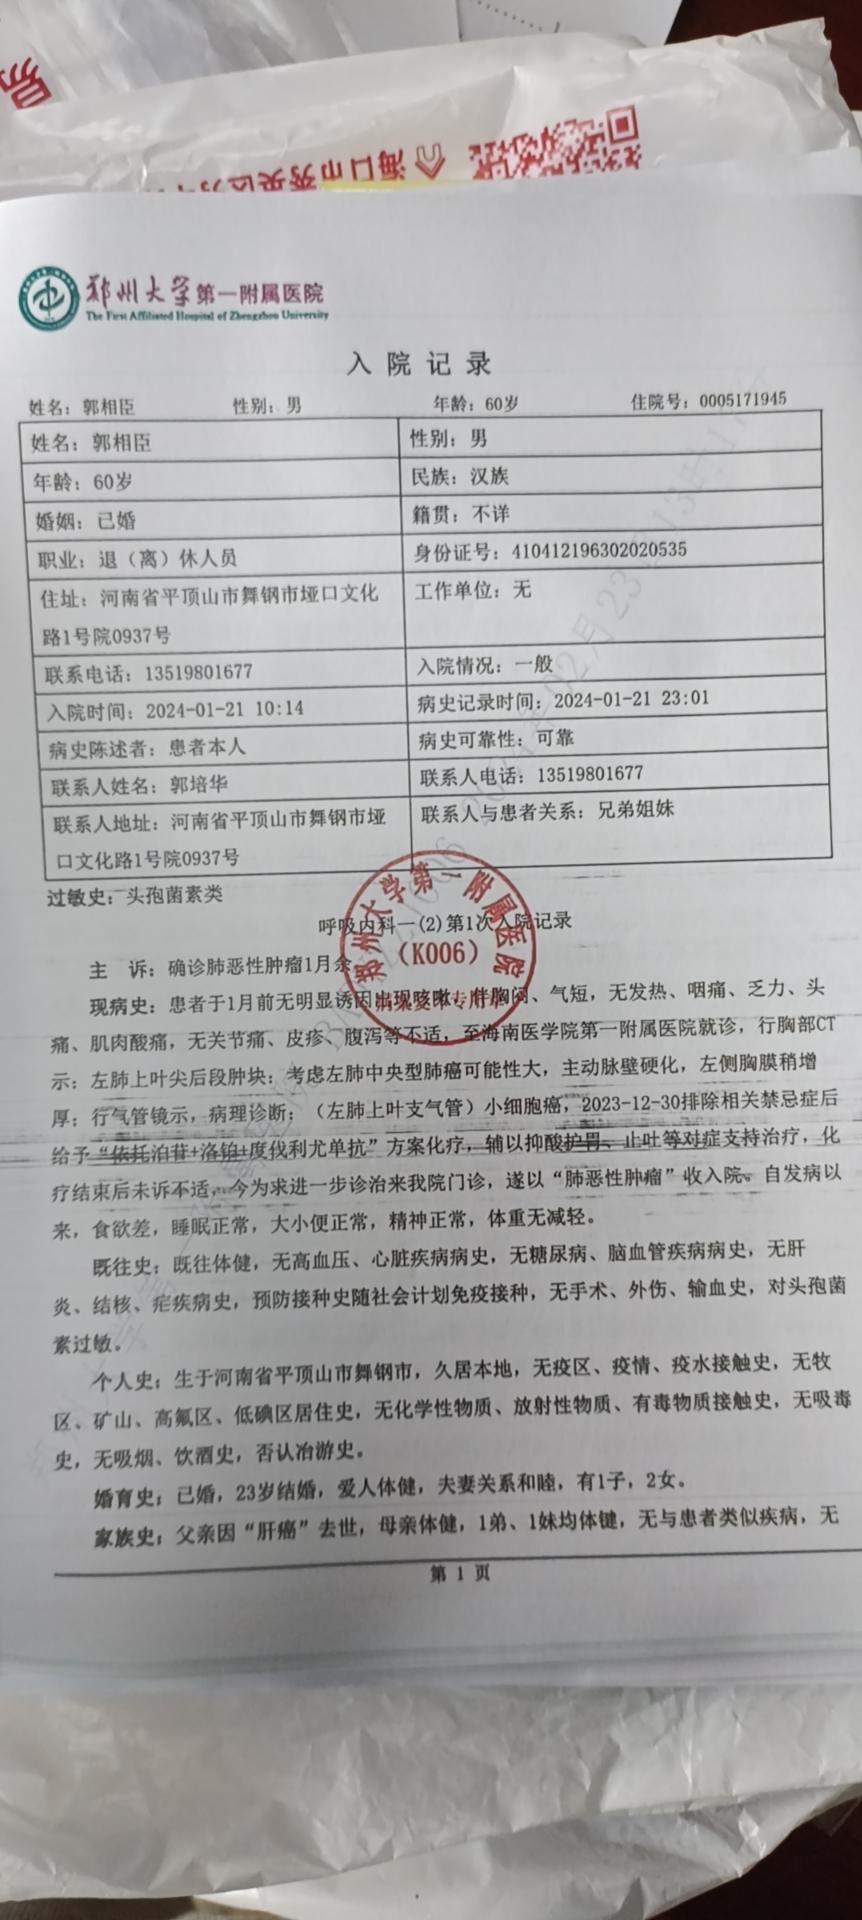 海口市秀英区
郑州大学第一附属医院
The First Affiliated Hospital of Zhengzhou University
入院记录
姓名：郭相臣 性别：男 年龄：60岁 住院号：0005171945
姓名：郭相臣 性别：男
年龄：60岁 民族：汉族
婚姻：已婚 籍贯：不详
职业：退（离）休人员 身份证号：410412196302020535
住址：河南省平顶山市舞钢市垭口文化 工作单位：无
路1号院0937号
联系电话：13519801677 入院情况：一般
入院时间：2024-01-21 10:14 病史记录时间：2024-01-21 23:01
病史陈述者：患者本人 病史可靠性：可靠
联系人姓名：郭培华 联系人电话：13519801677
联系人地址：河南省平顶山市舞钢市垭 联系人与患者关系：兄弟姐妹
口文化路1号院0937号
过敏史：头孢菌素类
呼吸内科一(2)第1次入院记录
郑州大学第一附属医院
(K006)
病案复印专用章
主 诉：确诊肺恶性肿瘤1月余
现病史：患者于1月前无明显诱因出现咳嗽，伴胸闷、气短，无发热、咽痛、乏力、头
痛、肌肉酸痛，无关节痛、皮疹、腹泻等不适，至海南医学院第一附属医院就诊，行胸部CT
示：左肺上叶尖后段肿块：考虑左肺中央型肺癌可能性大，主动脉壁硬化，左侧胸膜稍增
厚；行气管镜示，病理诊断：（左肺上叶支气管）小细胞癌，2023-12-30排除相关禁忌症后
给予“依托泊苷+洛铂+度伐利尤单抗”方案化疗，辅以抑酸护胃、止吐等对症支持治疗，化
疗结束后未诉不适，今为求进一步诊治来我院门诊，遂以“肺恶性肿瘤”收入院。自发病以
来，食欲差，睡眠正常，大小便正常，精神正常，体重无减轻。
既往史：既往体健，无高血压、心脏疾病病史，无糖尿病、脑血管疾病病史，无肝
炎、结核、疟疾病史，预防接种史随社会计划免疫接种，无手术、外伤、输血史，对头孢菌
素过敏。
个人史：生于河南省平顶山市舞钢市，久居本地，无疫区、疫情、疫水接触史，无牧
区、矿山、高氟区、低碘区居住史，无化学性物质、放射性物质、有毒物质接触史，无吸毒
史，无吸烟、饮酒史，否认冶游史。
婚育史：已婚，23岁结婚，爱人体健，夫妻关系和睦，有1子，2女。
家族史：父亲因“肝癌”去世，母亲体健，1弟、1妹均体键，无与患者类似疾病，无
第 1 页